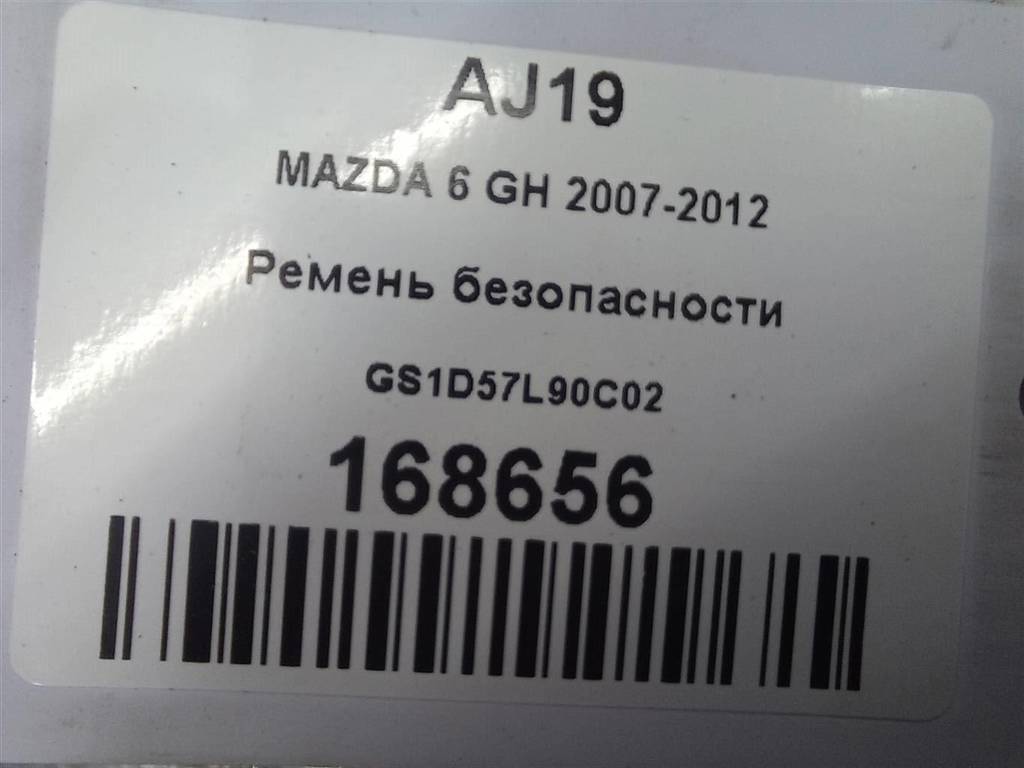 AJ19
MAZDA 6 GH 2007-2012
Ремень безопасности
GS1D57L90C02
168656